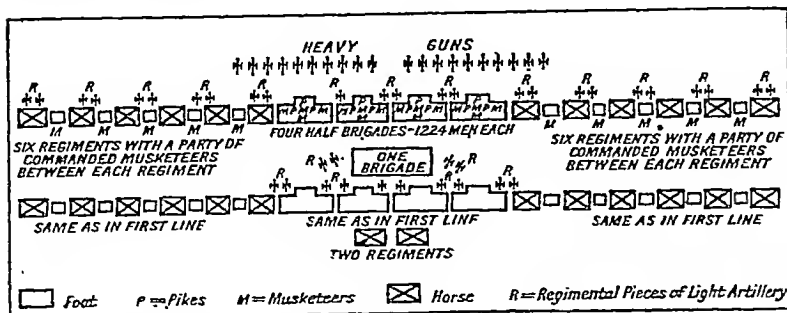 HEAVY GUNS
R R R R R R R R R R R
M M M M M M P M P M M P M P M M P M P M M P M P M M M M M M
FOUR HALF BRIGADES-1224 MEN EACH
SIX REGIMENTS WITH A PARTY OF
COMMANDED MUSKETEERS
BETWEEN EACH REGIMENT
SIX REGIMENTS WITH A PARTY OF
COMMANDED MUSKETEERS
BETWEEN EACH REGIMENT
R ONE R
BRIGADE
R R R R
SAME AS IN FIRST LINE
SAME AS IN FIRST LINE
SAME AS IN FIRST LINE
TWO REGIMENTS
Foot P=Pikes M=Musketeers Horse R=Regimental Pieces of Light Artillery